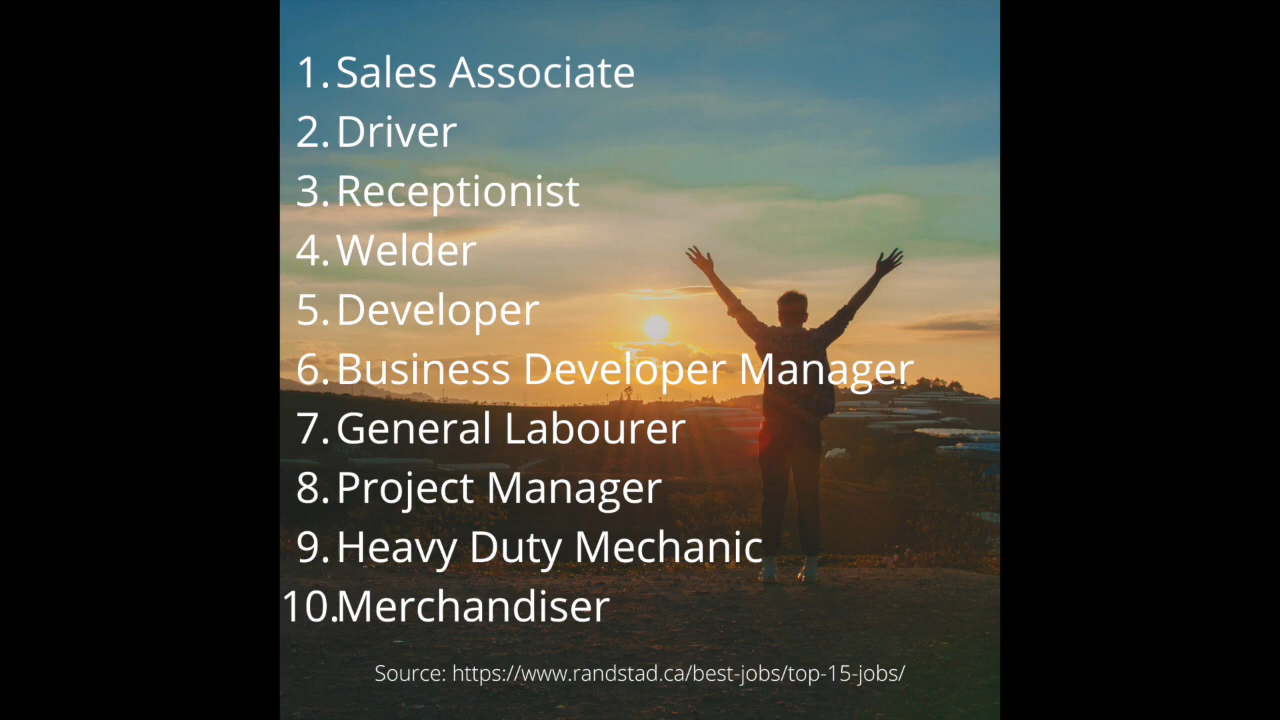 1. Sales Associate
2. Driver
3. Receptionist
4. Welder
5. Developer
6. Business Developer Manager
7. General Labourer
8. Project Manager
9. Heavy Duty Mechanic
10. Merchandiser
Source: https://www.randstad.ca/best-jobs/top-15-jobs/